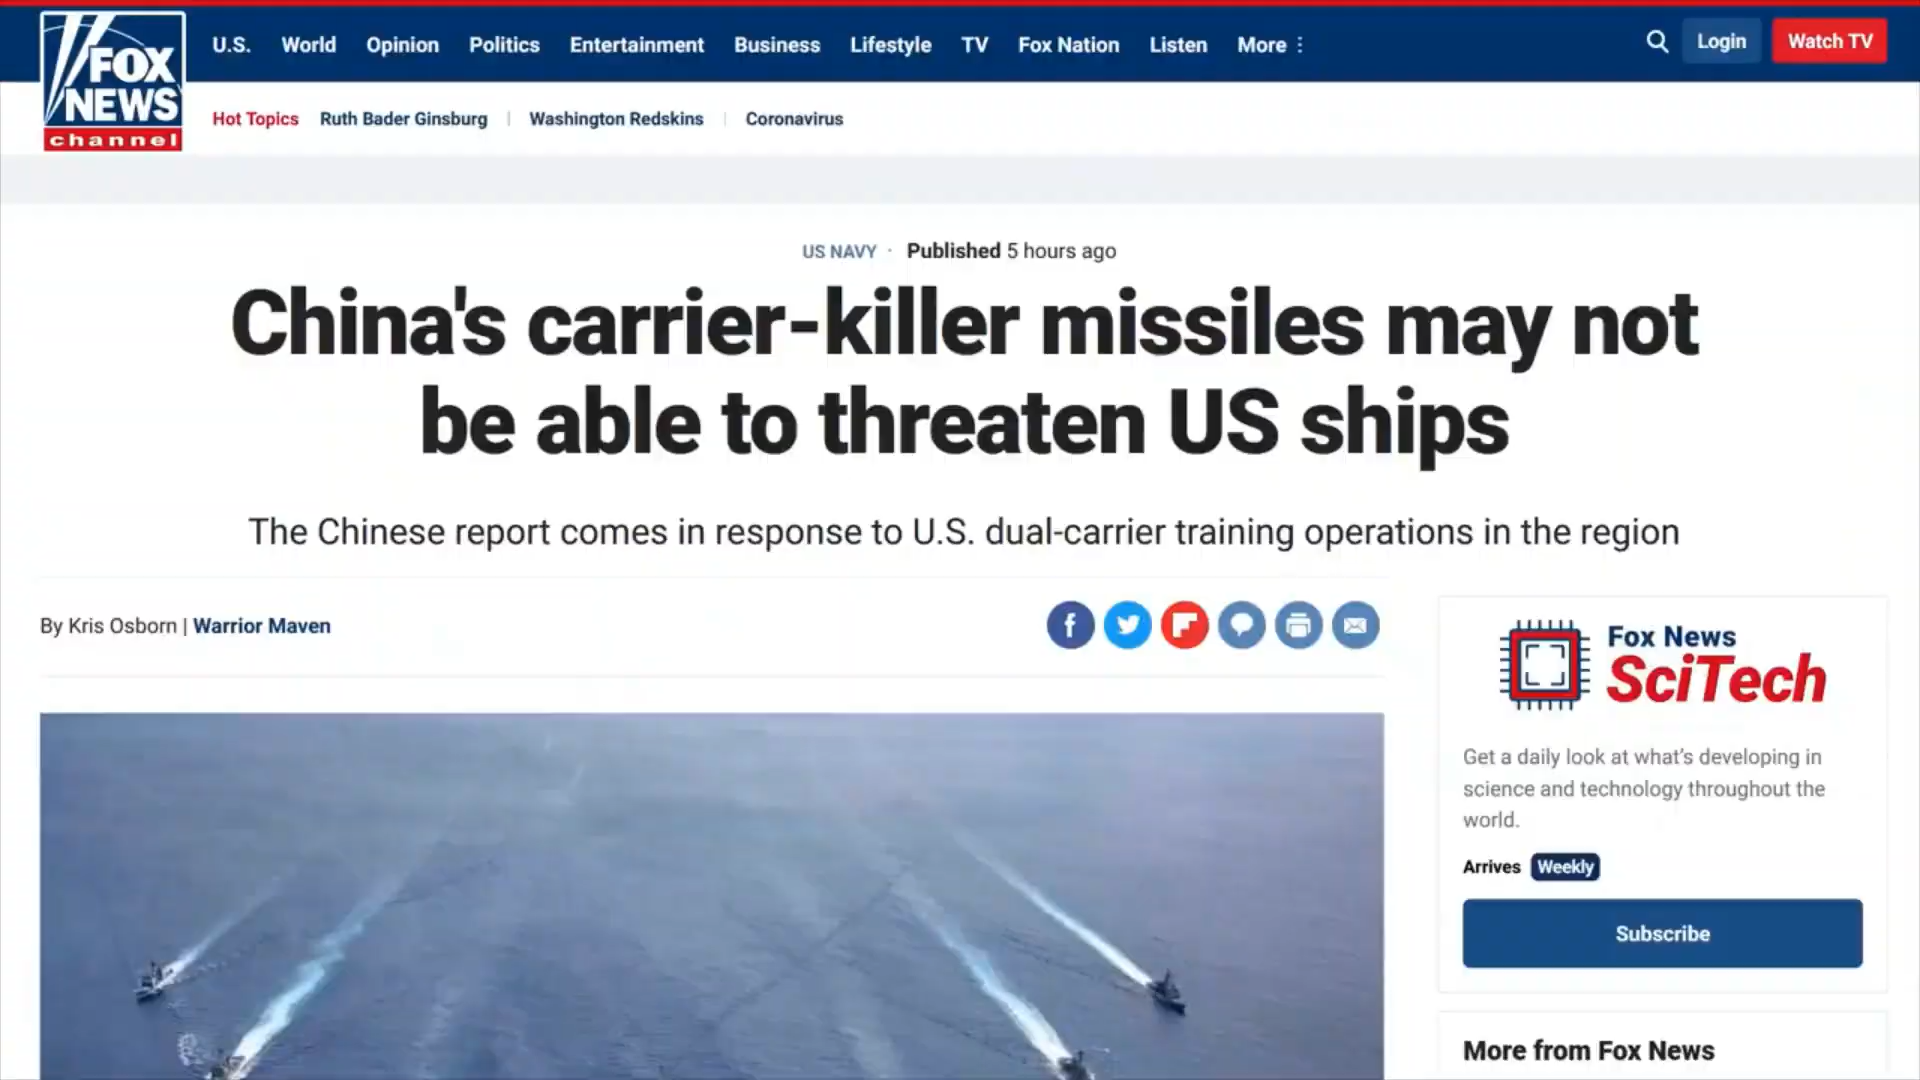 FOX
NEWS
channel
U.S. World Opinion Politics Entertainment Business Lifestyle TV Fox Nation Listen More
Login
Watch TV
Hot Topics Ruth Bader Ginsburg Washington Redskins Coronavirus
US NAVY · Published 5 hours ago
China's carrier-killer missiles may not
be able to threaten US ships
The Chinese report comes in response to U.S. dual-carrier training operations in the region
By Kris Osborn | Warrior Maven
Fox News
SciTech
Get a daily look at what's developing in
science and technology throughout the
world.
Arrives Weekly
Subscribe
More from Fox News